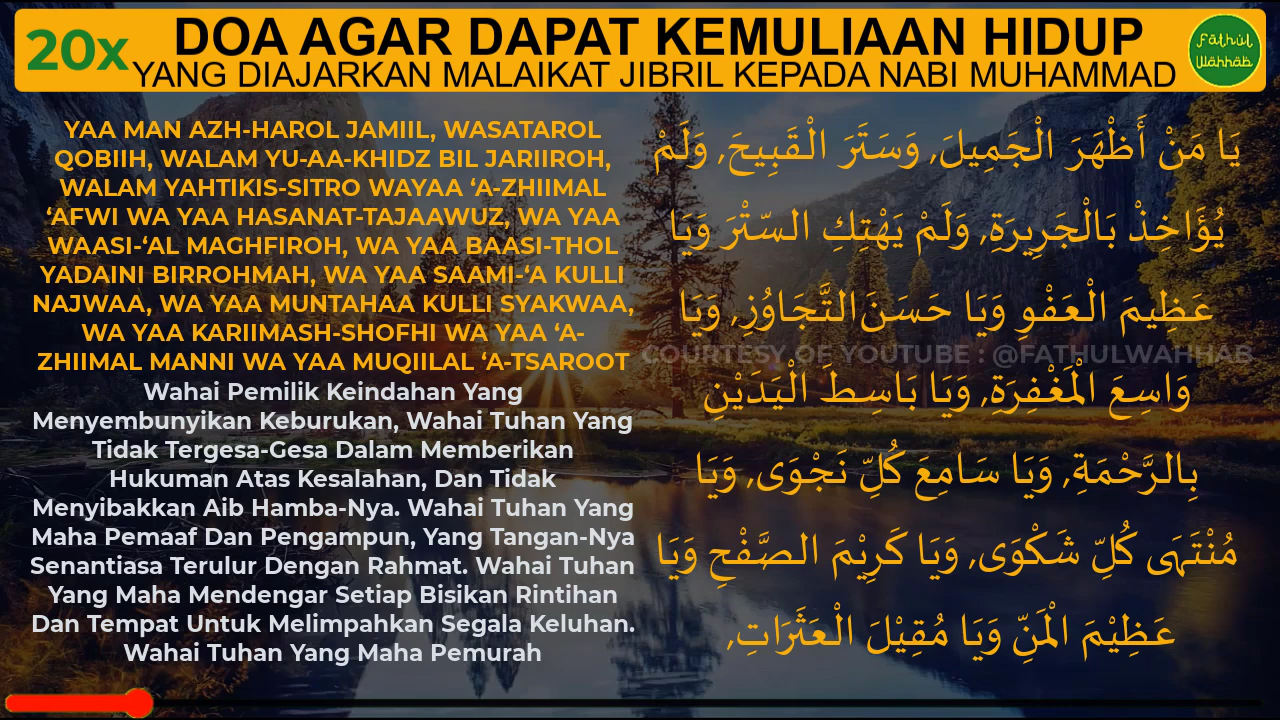 20x
DOA AGAR DAPAT KEMULIAAN HIDUP
YANG DIAJARKAN MALAIKAT JIBRIL KEPADA NABI MUHAMMAD
Fathul
Wahhab
YAA MAN AZH-HAROL JAMIIL, WASATAROL
QOBIIH, WALAM YU-AA-KHIDZ BIL JARIIROH,
WALAM YAHTIKIS-SITRO WAYAA ‘A-ZHIIMAL
‘AFWI WA YAA HASANAT-TAJAAWUZ, WA YAA
WAASI-‘AL MAGHFIROH, WA YAA BAASI-THOL
YADAINI BIRROHMAH, WA YAA SAAMI-‘A KULLI
NAJWAA, WA YAA MUNTAHAA KULLI SYAKWAA,
WA YAA KARIIMASH-SHOFHI WA YAA ‘A-
ZHIIMAL MANNI WA YAA MUQIILAL ‘A-TSAROOT
Wahai Pemilik Keindahan Yang
Menyembunyikan Keburukan, Wahai Tuhan Yang
Tidak Tergesa-Gesa Dalam Memberikan
Hukuman Atas Kesalahan, Dan Tidak
Menyibakkan Aib Hamba-Nya. Wahai Tuhan Yang
Maha Pemaaf Dan Pengampun, Yang Tangan-Nya
Senantiasa Terulur Dengan Rahmat. Wahai Tuhan
Yang Maha Mendengar Setiap Bisikan Rintihan
Dan Tempat Untuk Melimpahkan Segala Keluhan.
Wahai Tuhan Yang Maha Pemurah
يَا مَنْ أَظْهَرَ الْجَمِيلَ, وَسَتَرَ الْقَبِيحَ, وَلَمْ
يُؤَاخِذْ بَالْجَرِيرَةِ, وَلَمْ يَهْتِكِ السّتْرَ وَيَا
عَظِيمَ الْعَفْوِ وَيَا حَسَنَ التَّجَاوُزِ, وَيَا
COURTESY OF YOUTUBE : @FATHULWAHHAB
وَاسِعَ الْمَغْفِرَةِ, وَيَا بَاسِطَ الْيَدَيْنِ
بِالرَّحْمَةِ, وَيَا سَامِعَ كُلِّ نَجْوَى, وَيَا
مُنْتَهَى كُلِّ شَكْوَى, وَيَا كَرِيْمَ الصَّفْحِ وَيَا
عَظِيْمَ الْمَنِّ وَيَا مُقِيْلَ الْعَثَرَاتِ,